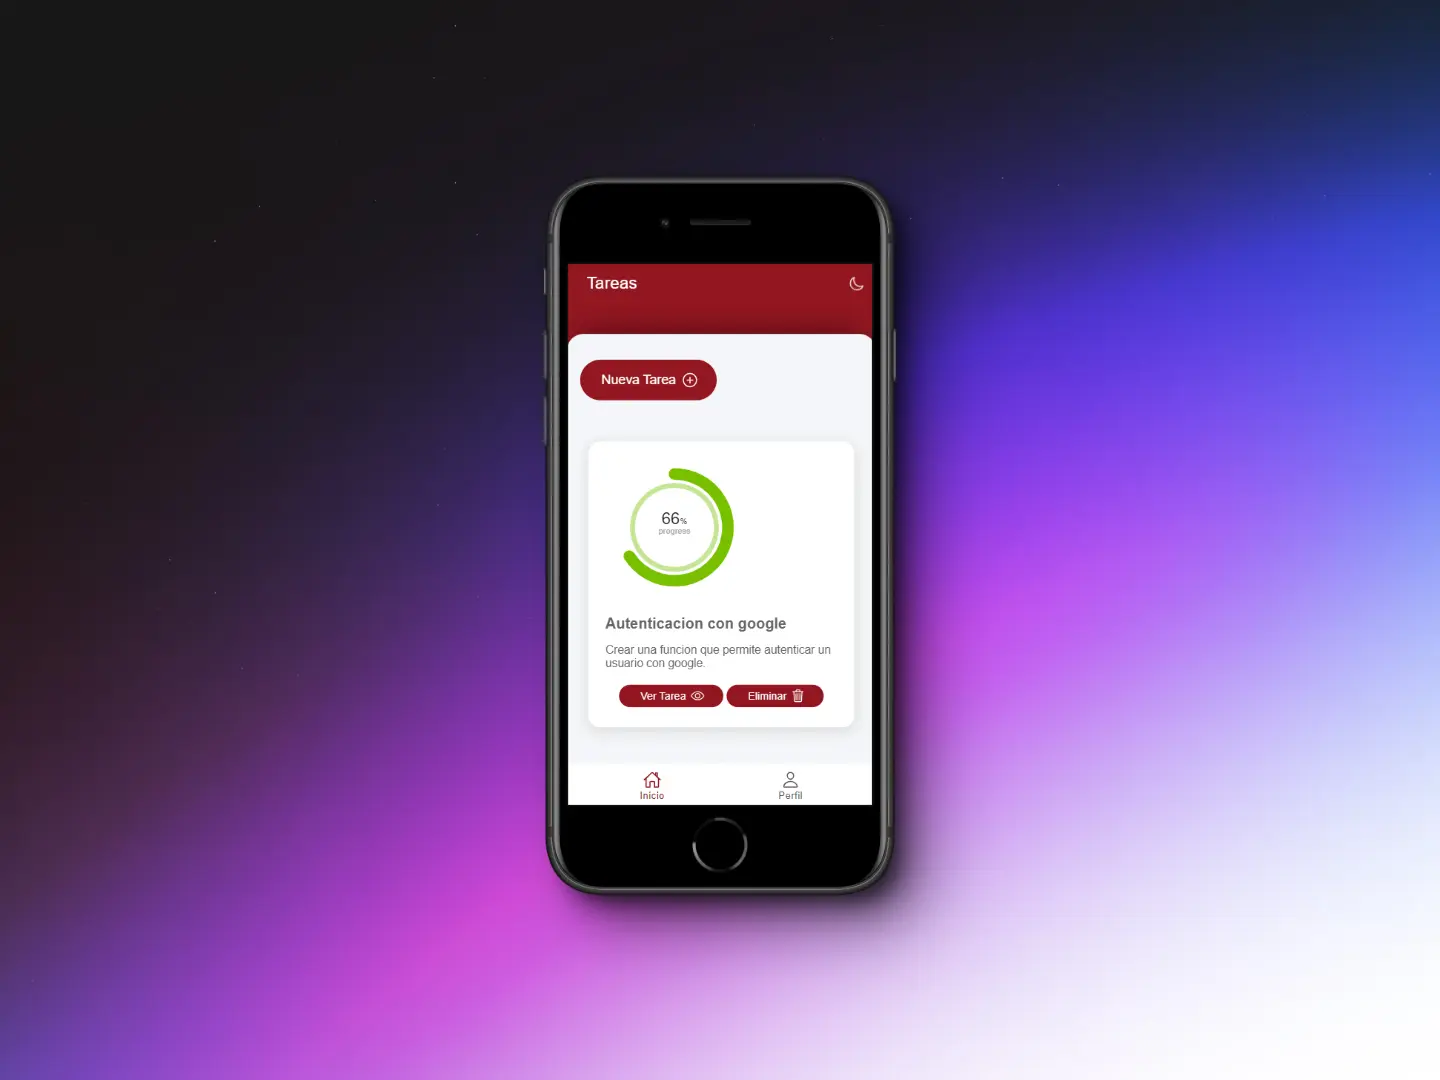 Tareas
Nueva Tarea
66%
progress
Autenticacion con google
Crear una funcion que permite autenticar un
usuario con google.
Ver Tarea
Eliminar
Inicio
Perfil